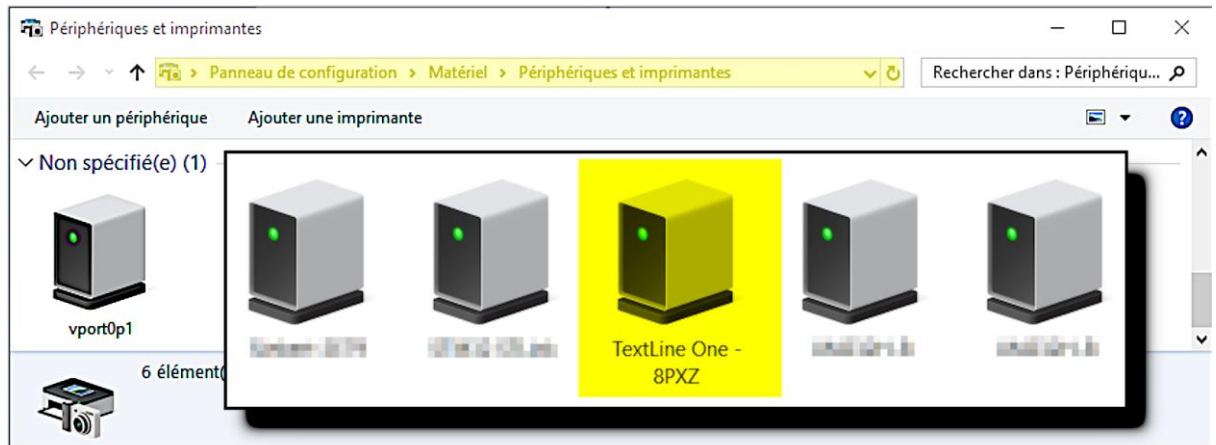 Périphériques et imprimantes
Panneau de configuration > Matériel > Périphériques et imprimantes
Rechercher dans : Périphériqu...
Ajouter un périphérique
Ajouter une imprimante
Non spécifié(e) (1)
vport0p1
TextLine One -
8PXZ
6 élément(